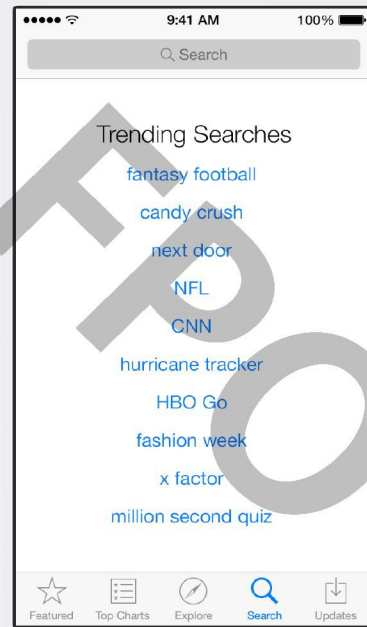 9:41 AM 100%
Search
Trending Searches
fantasy football
candy crush
next door
NFL
CNN
hurricane tracker
HBO Go
fashion week
x factor
million second quiz
Featured Top Charts Explore Search Updates
FPO